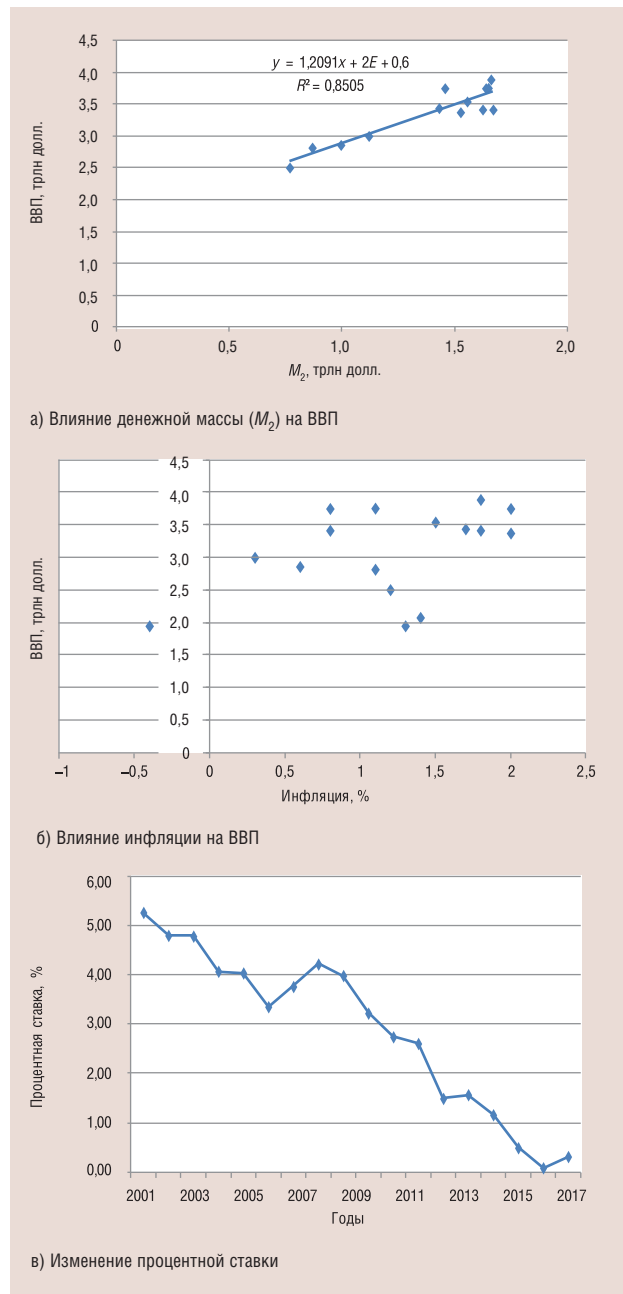 4,5
4,0
3,5
3,0
2,5
2,0
1,5
1,0
0,5
0
ВВП, трлн долл.
y = 1,2091x + 2E + 0,6
R² = 0,8505
0 0,5 1,0 1,5 2,0
M₂, трлн долл.
а) Влияние денежной массы (M₂) на ВВП
4,5
4,0
3,5
3,0
2,5
2,0
1,5
1,0
0,5
0
ВВП, трлн долл.
–1 –0,5 0 0,5 1 1,5 2 2,5
Инфляция, %
б) Влияние инфляции на ВВП
6,00
5,00
4,00
3,00
2,00
1,00
0,00
Процентная ставка, %
2001 2003 2005 2007 2009 2011 2013 2015 2017
Годы
в) Изменение процентной ставки